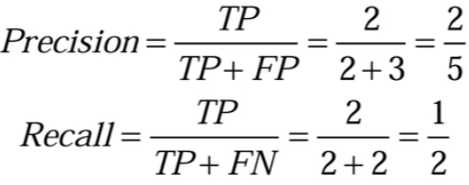 Precision = TP / (TP + FP) = 2 / (2 + 3) = 2 / 5
Recall = TP / (TP + FN) = 2 / (2 + 2) = 1 / 2